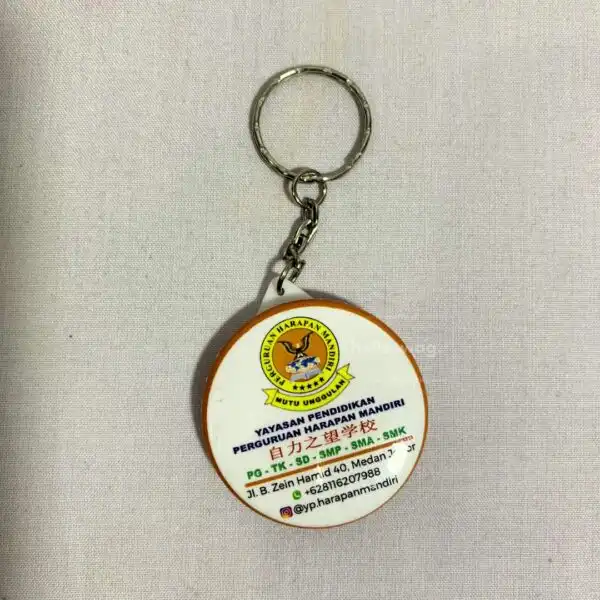 PERGURUAN HARAPAN MANDIRI
MUTU UNGGULAN
YAYASAN PENDIDIKAN
PERGURUAN HARAPAN MANDIRI
自力之望学校
PG - TK - SD - SMP - SMA - SMK
Jl. B. Zein Hamid 40, Medan Johor
+628116207988
@yp.harapanmandiri